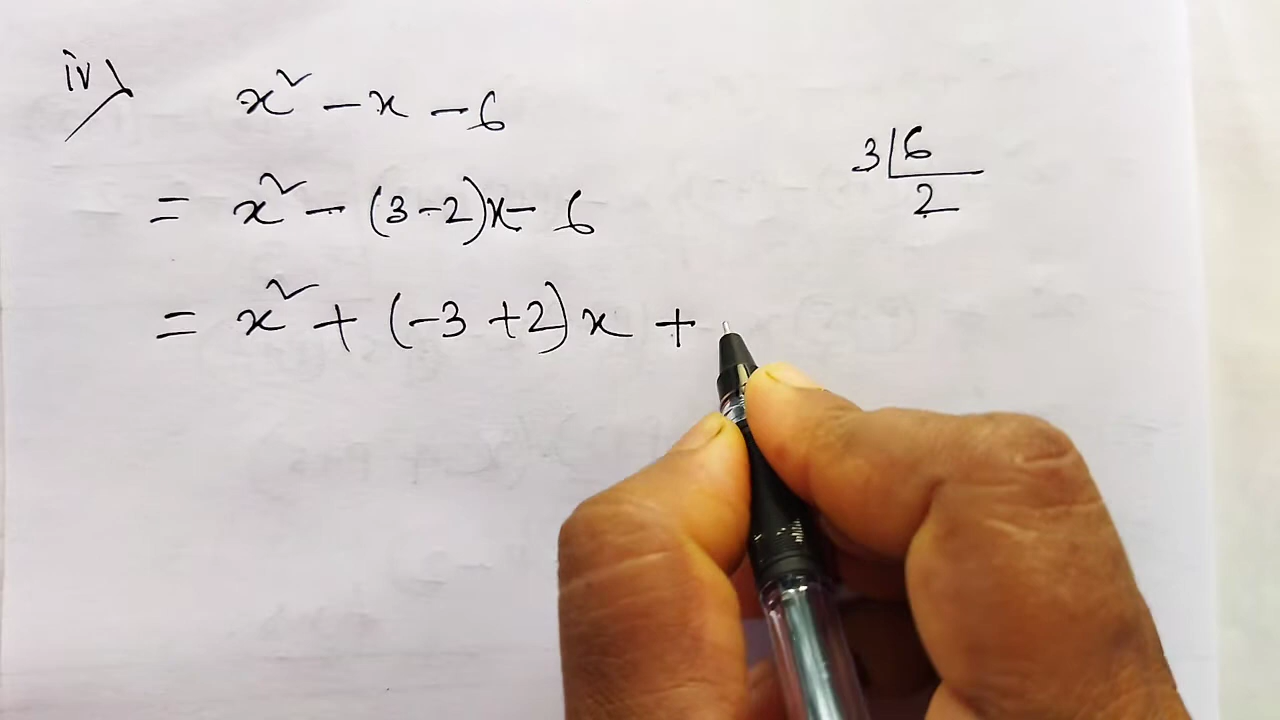 iv) x² - x - 6
= x² - (3-2)x - 6
= x² + (-3 +2)x +
3 | 6
2